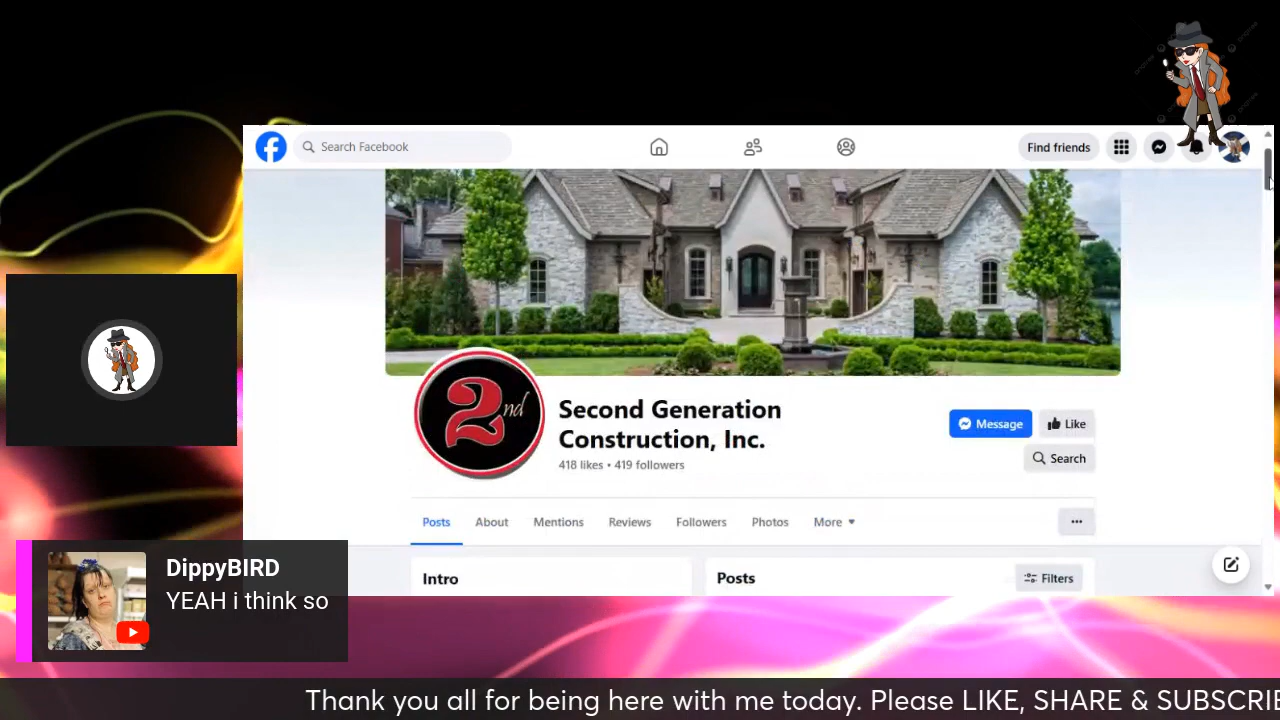 Search Facebook
Find friends
2nd
Second Generation
Construction, Inc.
418 likes • 419 followers
Message
Like
Search
Posts
About
Mentions
Reviews
Followers
Photos
More
Intro
Posts
Filters
DippyBIRD
YEAH i think so
Thank you all for being here with me today. Please LIKE, SHARE & SUBSCRIE